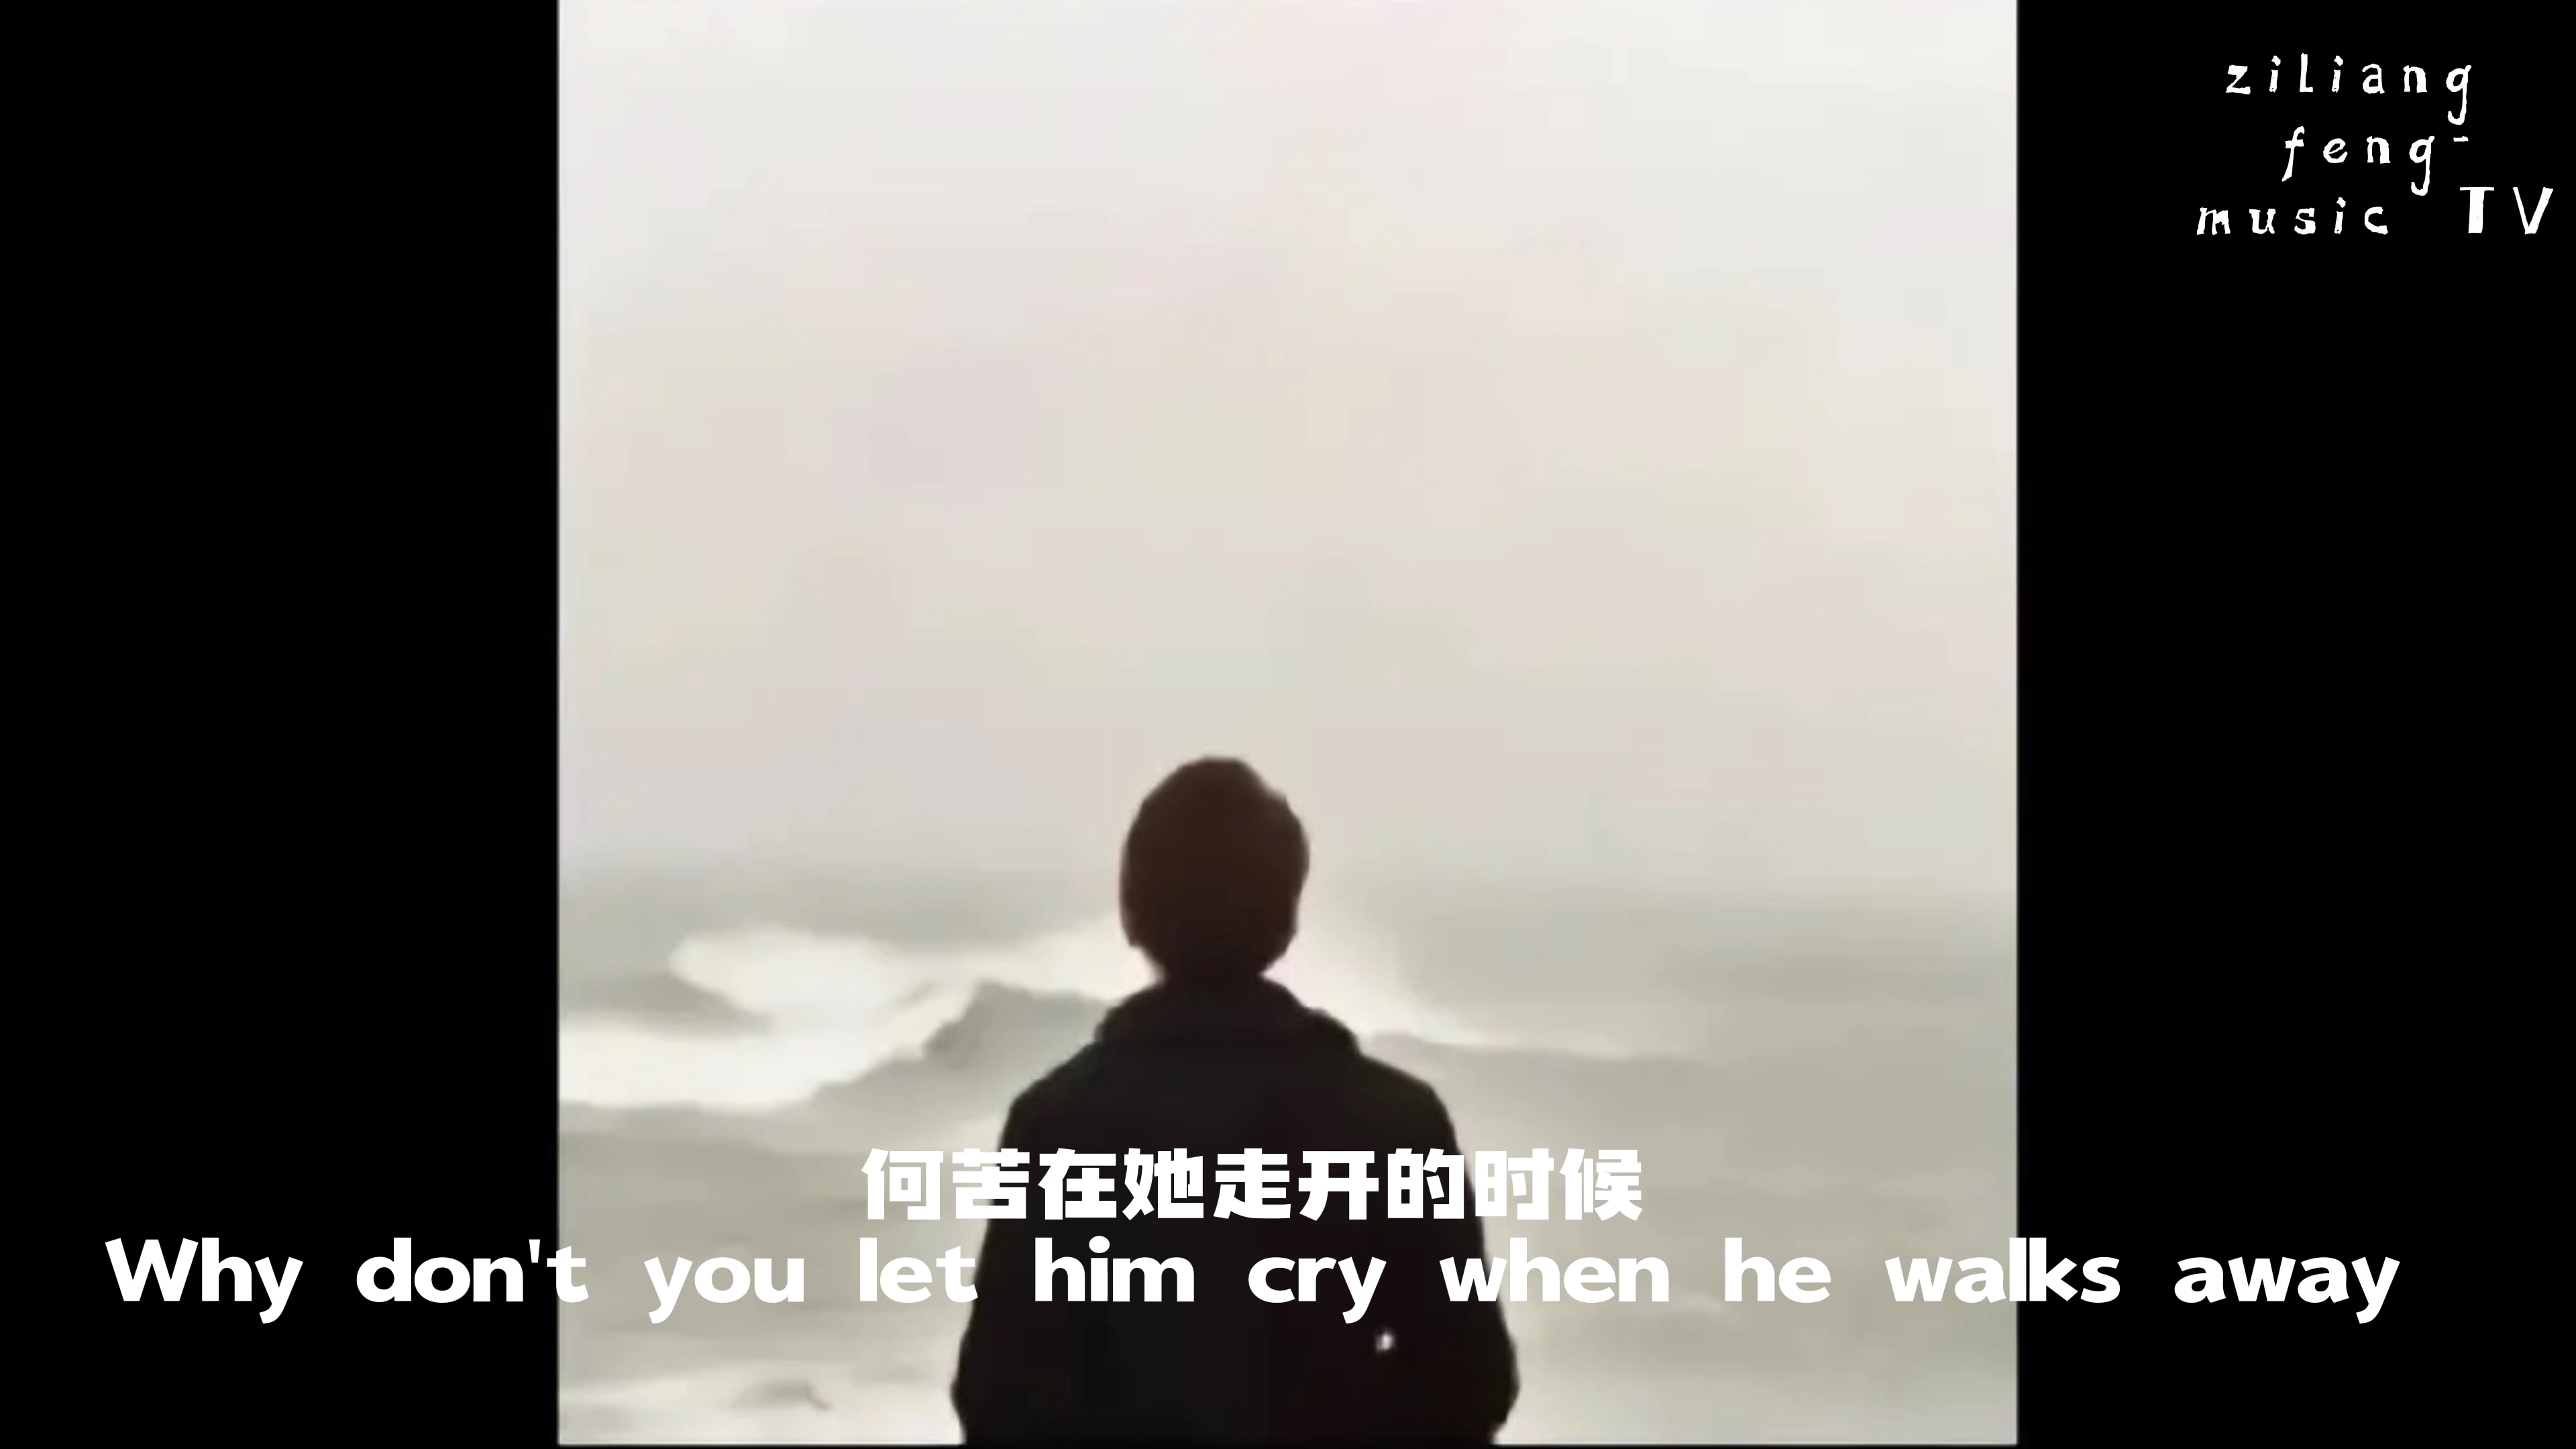 ziliang
feng-
music TV
何苦在她走开的时候
Why don't you let him cry when he walks away